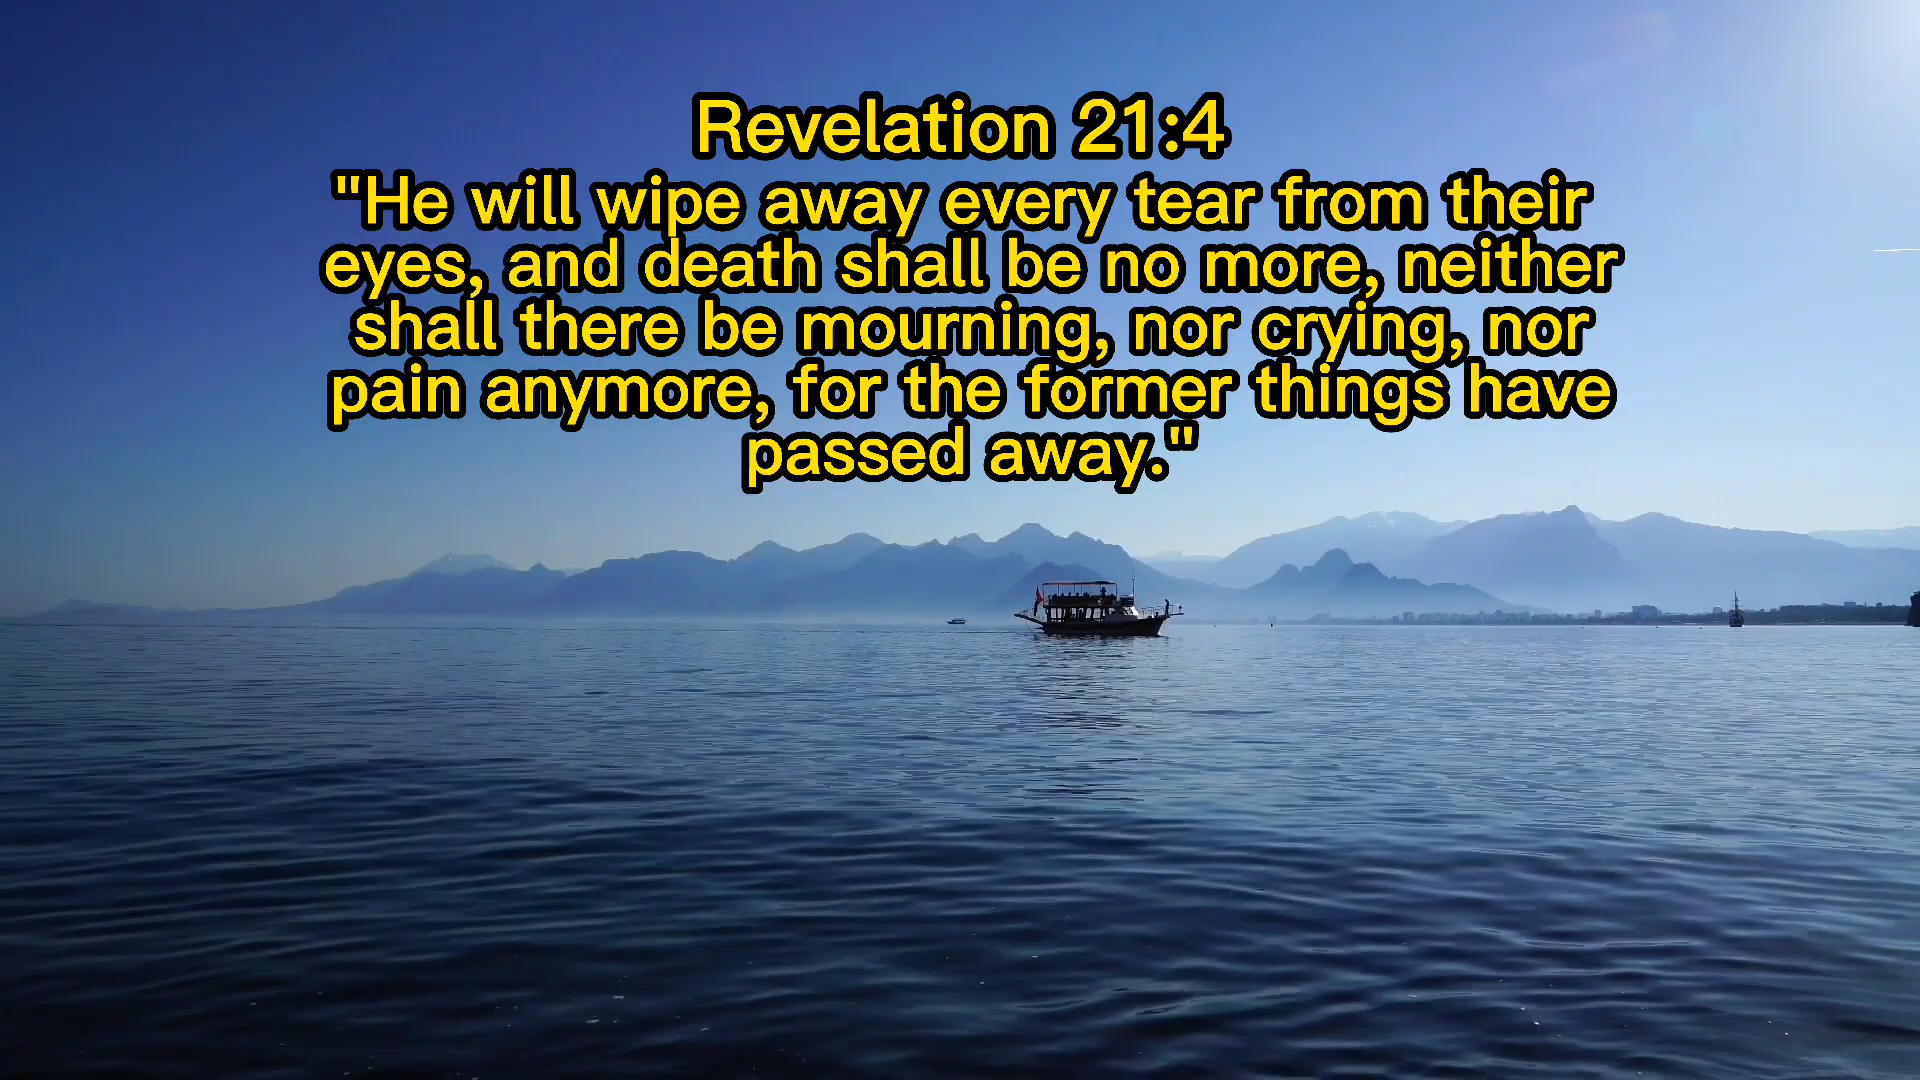 Revelation 21:4
"He will wipe away every tear from their
eyes, and death shall be no more, neither
shall there be mourning, nor crying, nor
pain anymore, for the former things have
passed away."